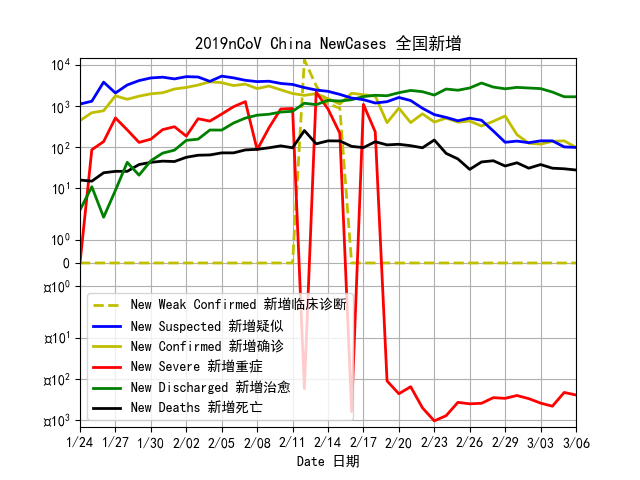 2019nCoV China NewCases 全国新增
10⁴
10³
10²
10¹
10⁰
0
¤10⁰
¤10¹
¤10²
¤10³
New Weak Confirmed 新增临床诊断
New Suspected 新增疑似
New Confirmed 新增确诊
New Severe 新增重症
New Discharged 新增治愈
New Deaths 新增死亡
1/24 1/27 1/30 2/02 2/05 2/08 2/11 2/14 2/17 2/20 2/23 2/26 2/29 3/03 3/06
Date 日期